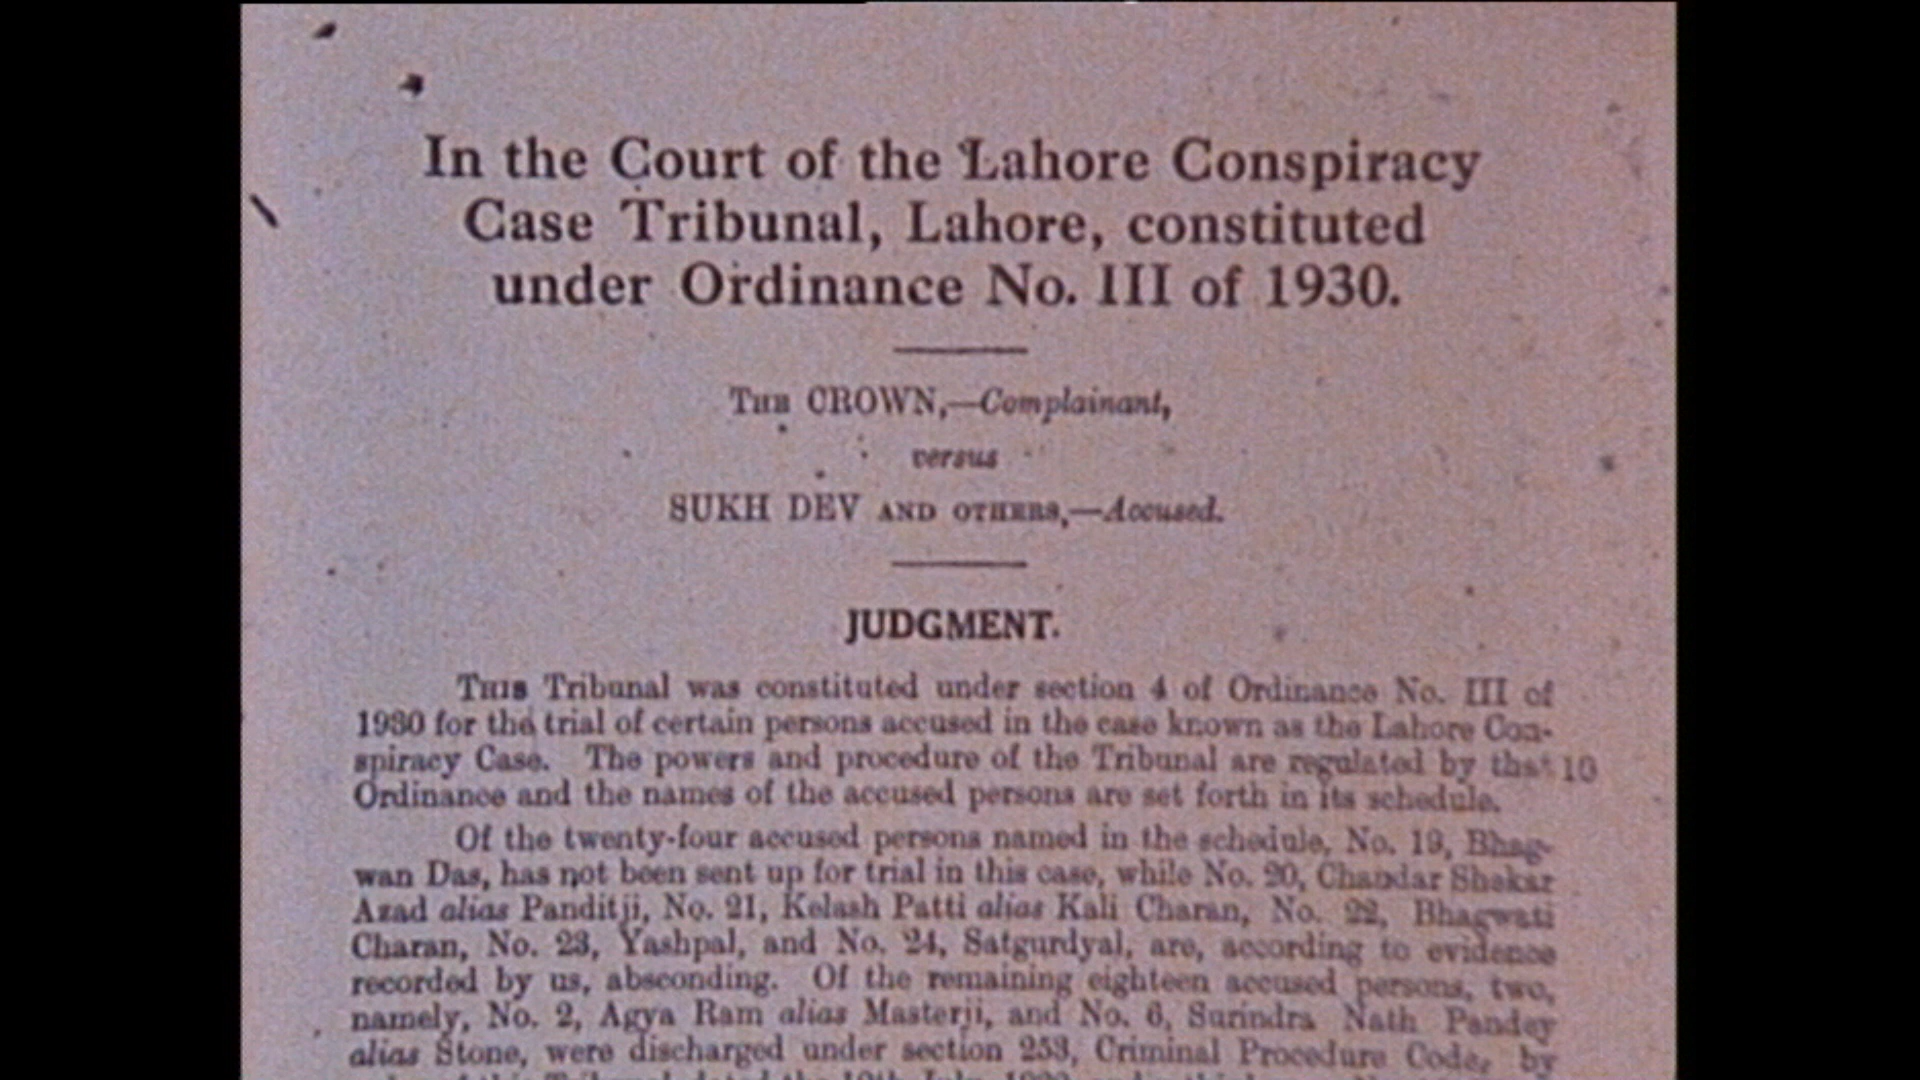 In the Court of the Lahore Conspiracy
Case Tribunal, Lahore, constituted
under Ordinance No. III of 1930.
THE CROWN,—Complainant,
versus
SUKH DEV AND OTHERS,—Accused.
JUDGMENT.
THIS Tribunal was constituted under section 4 of Ordinance No. III of
1930 for the trial of certain persons accused in the case known as the Lahore Con-
spiracy Case. The powers and procedure of the Tribunal are regulated by that 10
Ordinance and the names of the accused persons are set forth in its schedule.
Of the twenty-four accused persons named in the schedule, No. 19, Bhag-
wan Das, has not been sent up for trial in this case, while No. 20, Chandar Shekar
Azad alias Panditji, No. 21, Kelash Patti alias Kali Charan, No. 22, Bhagwati
Charan, No. 23, Yashpal, and No. 24, Satgurdyal, are, according to evidence
recorded by us, absconding. Of the remaining eighteen accused persons, two,
namely, No. 2, Agya Ram alias Masterji, and No. 6, Surindra Nath Pandey
alias Stone, were discharged under section 253, Criminal Procedure Code, by